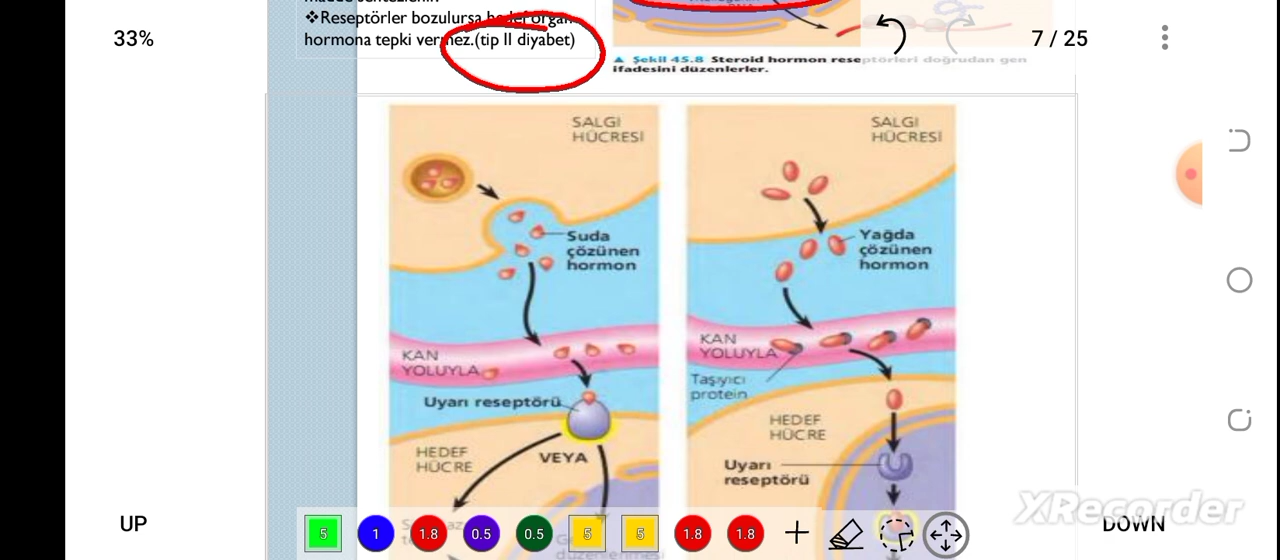 33%
❖Reseptörler bozulursa hedef organ
hormona tepki vermez.(tip II diyabet)
7 / 25
▲ Şekil 45.8 Steroid hormon reseptörleri doğrudan gen
ifadesini düzenlerler.
SALGI
HÜCRESİ
Suda
çözünen
hormon
KAN
YOLUYLA
Uyarı reseptörü
HEDEF
HÜCRE
VEYA
SALGI
HÜCRESİ
Yağda
çözünen
hormon
KAN
YOLUYLA
Taşıyıcı
protein
HEDEF
HÜCRE
Uyarı
reseptörü
XRecorder
UP
5
1
1.8
0.5
0.5
5
5
1.8
1.8
DOWN